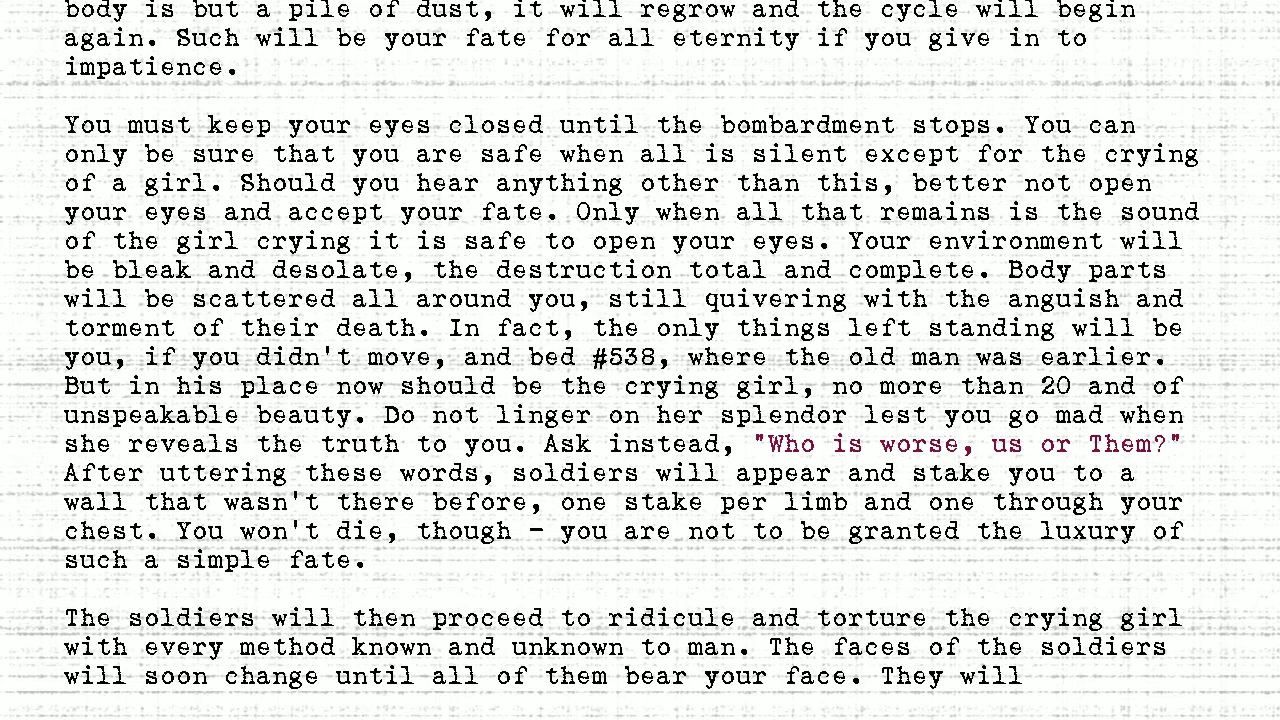 body is but a pile of dust, it will regrow and the cycle will begin
again. Such will be your fate for all eternity if you give in to
impatience.
You must keep your eyes closed until the bombardment stops. You can
only be sure that you are safe when all is silent except for the crying
of a girl. Should you hear anything other than this, better not open
your eyes and accept your fate. Only when all that remains is the sound
of the girl crying it is safe to open your eyes. Your environment will
be bleak and desolate, the destruction total and complete. Body parts
will be scattered all around you, still quivering with the anguish and
torment of their death. In fact, the only things left standing will be
you, if you didn't move, and bed #538, where the old man was earlier.
But in his place now should be the crying girl, no more than 20 and of
unspeakable beauty. Do not linger on her splendor lest you go mad when
she reveals the truth to you. Ask instead, "Who is worse, us or Them?"
After uttering these words, soldiers will appear and stake you to a
wall that wasn't there before, one stake per limb and one through your
chest. You won't die, though - you are not to be granted the luxury of
such a simple fate.
The soldiers will then proceed to ridicule and torture the crying girl
with every method known and unknown to man. The faces of the soldiers
will soon change until all of them bear your face. They will